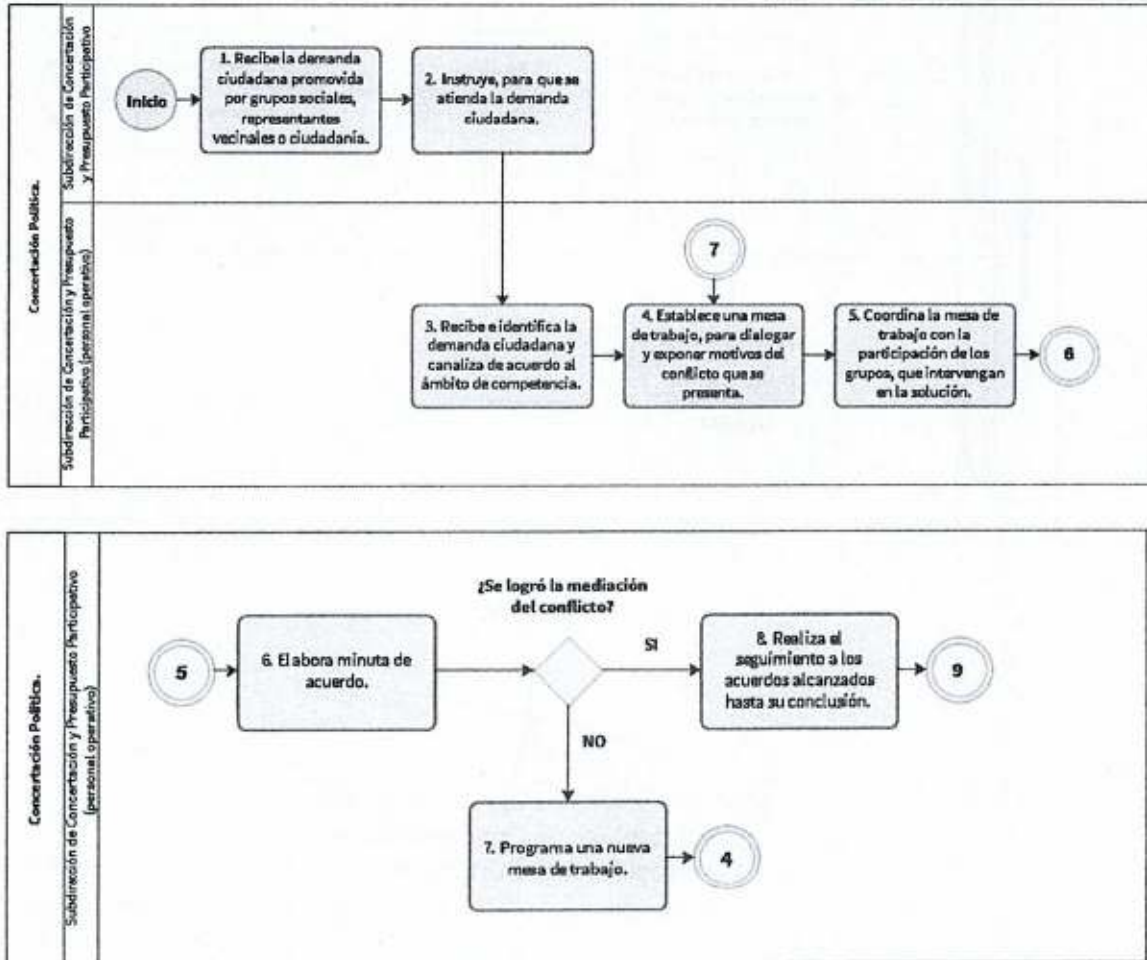 Concertación Política.
Subdirección de Concertación
y Presupuesto Participativo
Inicio
1. Recibe la demanda
ciudadana promovida
por grupos sociales,
representantes
vecinales o ciudadanía.
2. Instruye, para que se
atienda la demanda
ciudadana.
Subdirección de Concertación y Presupuesto
Participativo (personal operativo)
3. Recibe e identifica la
demanda ciudadana y
canaliza de acuerdo al
ámbito de competencia.
7
4. Establece una mesa
de trabajo, para dialogar
y exponer motivos del
conflicto que se
presenta.
5. Coordina la mesa de
trabajo con la
participación de los
grupos, que intervengan
en la solución.
6
Concertación Política.
Subdirección de Concertación y Presupuesto Participativo
(personal operativo)
5
6. Elabora minuta de
acuerdo.
¿Se logró la mediación
del conflicto?
SI
8. Realiza el
seguimiento a los
acuerdos alcanzados
hasta su conclusión.
9
NO
7. Programa una nueva
mesa de trabajo.
4